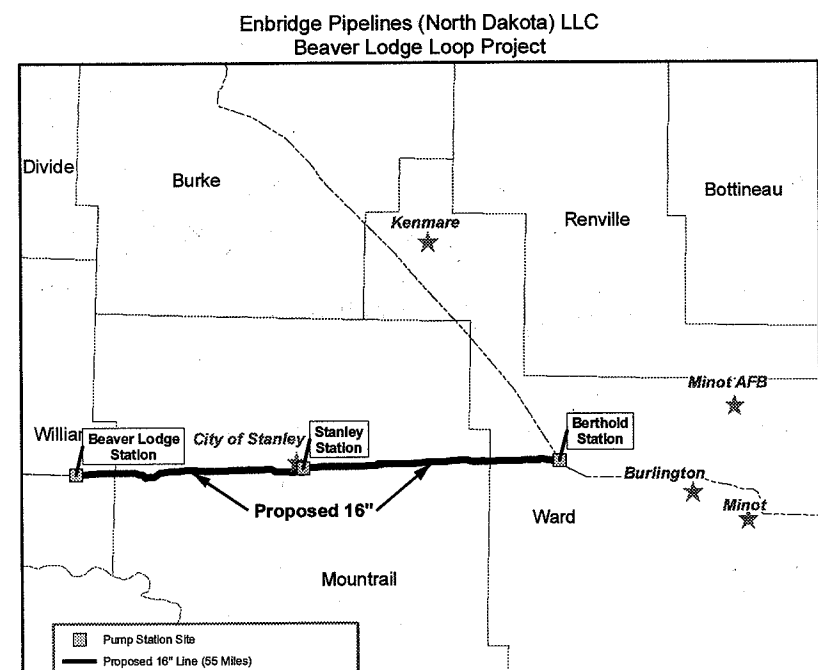 Enbridge Pipelines (North Dakota) LLC
Beaver Lodge Loop Project
Divide
Burke
Bottineau
Kenmare
Renville
Minot AFB
Berthold
Station
Stanley
Station
City of Stanley
Beaver Lodge
Station
Burlington
Minot
Proposed 16"
Ward
Mountrail
Pump Station Site
Proposed 16" Line (55 Miles)